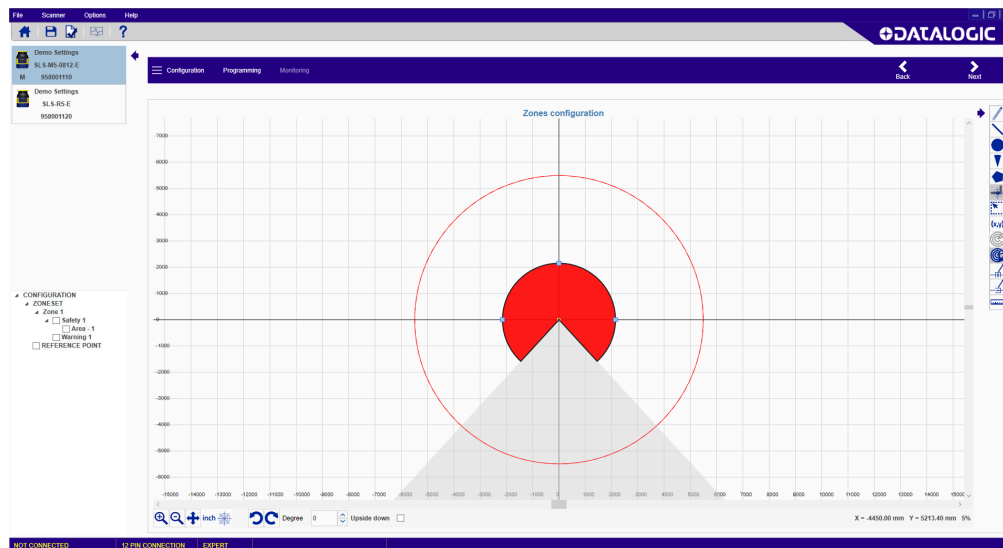 File Scanner Options Help
?
DATALOGIC
Demo Settings
SLS-M5-0812-E
M 958001110
Demo Settings
SLS-R5-E
958001120
Configuration Programming Monitoring Back Next
Zones configuration
7000
6000
5000
4000
3000
2000
1000
0
-1000
-2000
-3000
-4000
-5000
-6000
-15000 -14000 -13000 -12000 -11000 -10000 -9000 -8000 -7000 -6000 -5000 -4000 -3000 -2000 -1000 0 1000 2000 3000 4000 5000 6000 7000 8000 9000 10000 11000 12000 13000 14000 15000
CONFIGURATION
ZONESET
Zone 1
Safety 1
Area - 1
Warning 1
REFERENCE POINT
(x,y)
inch Degree 0 Upside down X = -4450.00 mm Y = 5213.40 mm 5%
NOT CONNECTED 12 PIN CONNECTION EXPERT